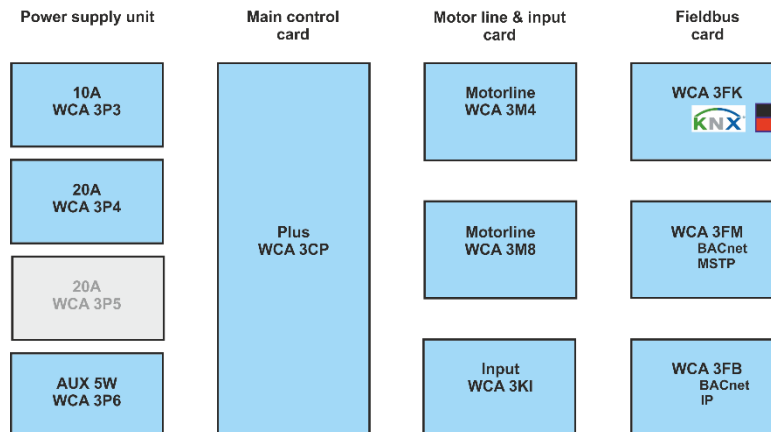 Power supply unit
Main control
card
Motor line & input
card
Fieldbus
card
10A
WCA 3P3
20A
WCA 3P4
20A
WCA 3P5
AUX 5W
WCA 3P6
Plus
WCA 3CP
Motorline
WCA 3M4
Motorline
WCA 3M8
Input
WCA 3KI
WCA 3FK
KNX
WCA 3FM
BACnet
MSTP
WCA 3FB
BACnet
IP